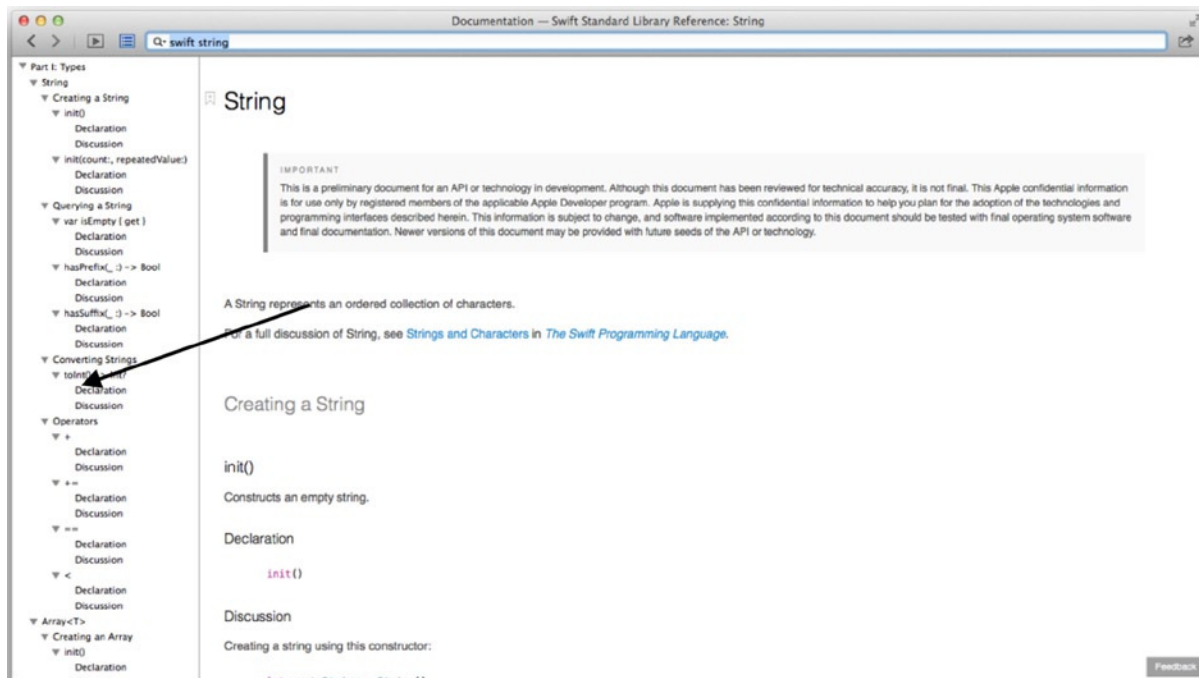 Documentation — Swift Standard Library Reference: String
swift string
Part I: Types
String
Creating a String
init()
Declaration
Discussion
init(count:, repeatedValue:)
Declaration
Discussion
Querying a String
var isEmpty { get }
Declaration
Discussion
hasPrefix(_ :) -> Bool
Declaration
Discussion
hasSuffix(_ :) -> Bool
Declaration
Discussion
Converting Strings
toInt() -> Int?
Declaration
Discussion
Operators
+
Declaration
Discussion
+=
Declaration
Discussion
==
Declaration
Discussion
<
Declaration
Discussion
Array<T>
Creating an Array
init()
Declaration
String
IMPORTANT
This is a preliminary document for an API or technology in development. Although this document has been reviewed for technical accuracy, it is not final. This Apple confidential information
is for use only by registered members of the applicable Apple Developer program. Apple is supplying this confidential information to help you plan for the adoption of the technologies and
programming interfaces described herein. This information is subject to change, and software implemented according to this document should be tested with final operating system software
and final documentation. Newer versions of this document may be provided with future seeds of the API or technology.
A String represents an ordered collection of characters.
For a full discussion of String, see Strings and Characters in The Swift Programming Language.
Creating a String
init()
Constructs an empty string.
Declaration
init()
Discussion
Creating a string using this constructor:
Feedback